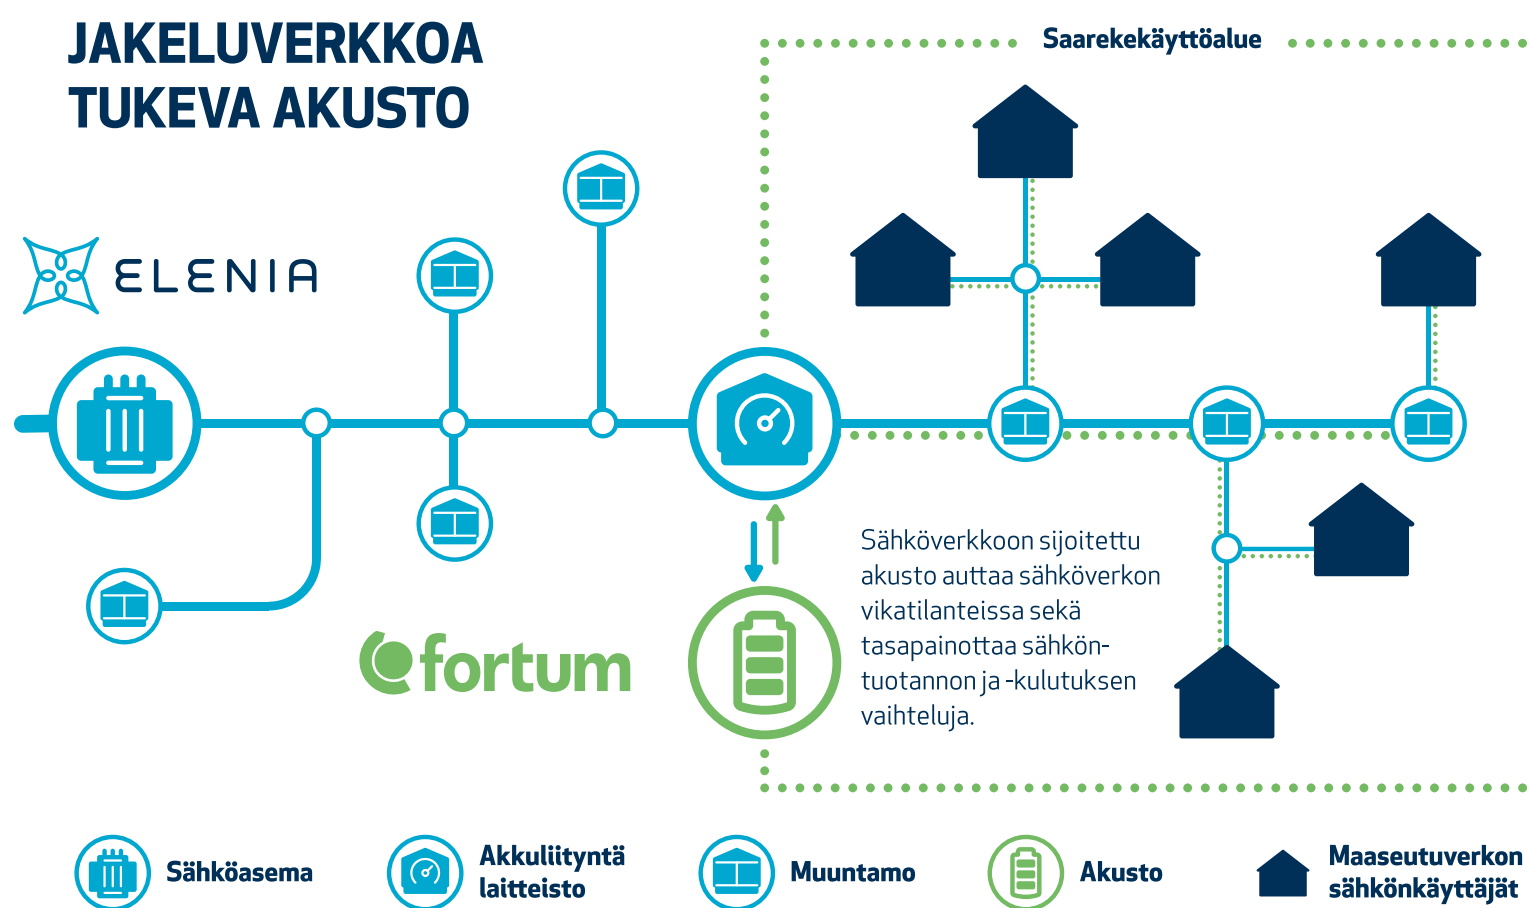 JAKELUVERKKOA
TUKEVA AKUSTO
Saarekekäyttöalue
ELENIA
fortum
Sähköverkkoon sijoitettu
akusto auttaa sähköverkon
vikatilanteissa sekä
tasapainottaa sähkön-
tuotannon ja -kulutuksen
vaihteluja.
Sähköasema
Akkuliityntä
laitteisto
Muuntamo
Akusto
Maaseutuverkon
sähkönkäyttäjät